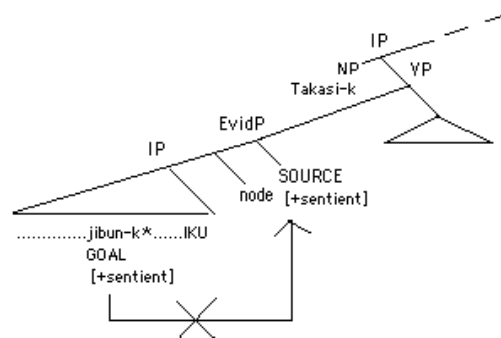 IP
NP VP
Takasi-k
EvidP
IP
SOURCE
node [+sentient]
..............jibun-k*......IKU
GOAL
[+sentient]